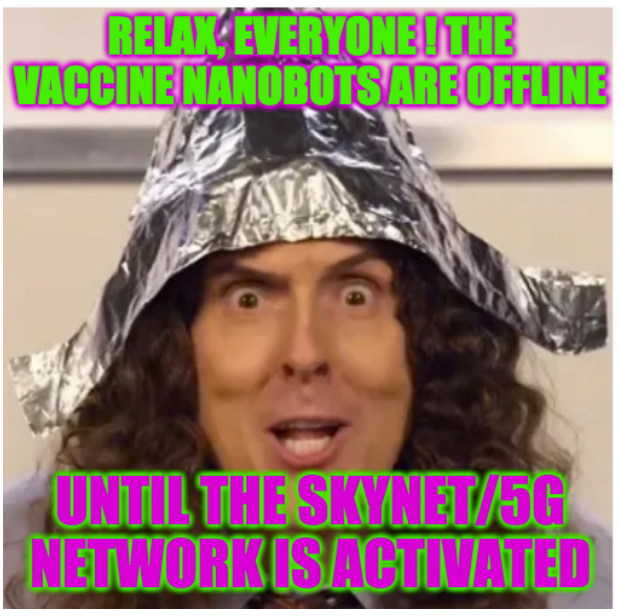 RELAX, EVERYONE ! THE
VACCINE NANOBOTS ARE OFFLINE
UNTIL THE SKYNET/5G
NETWORK IS ACTIVATED